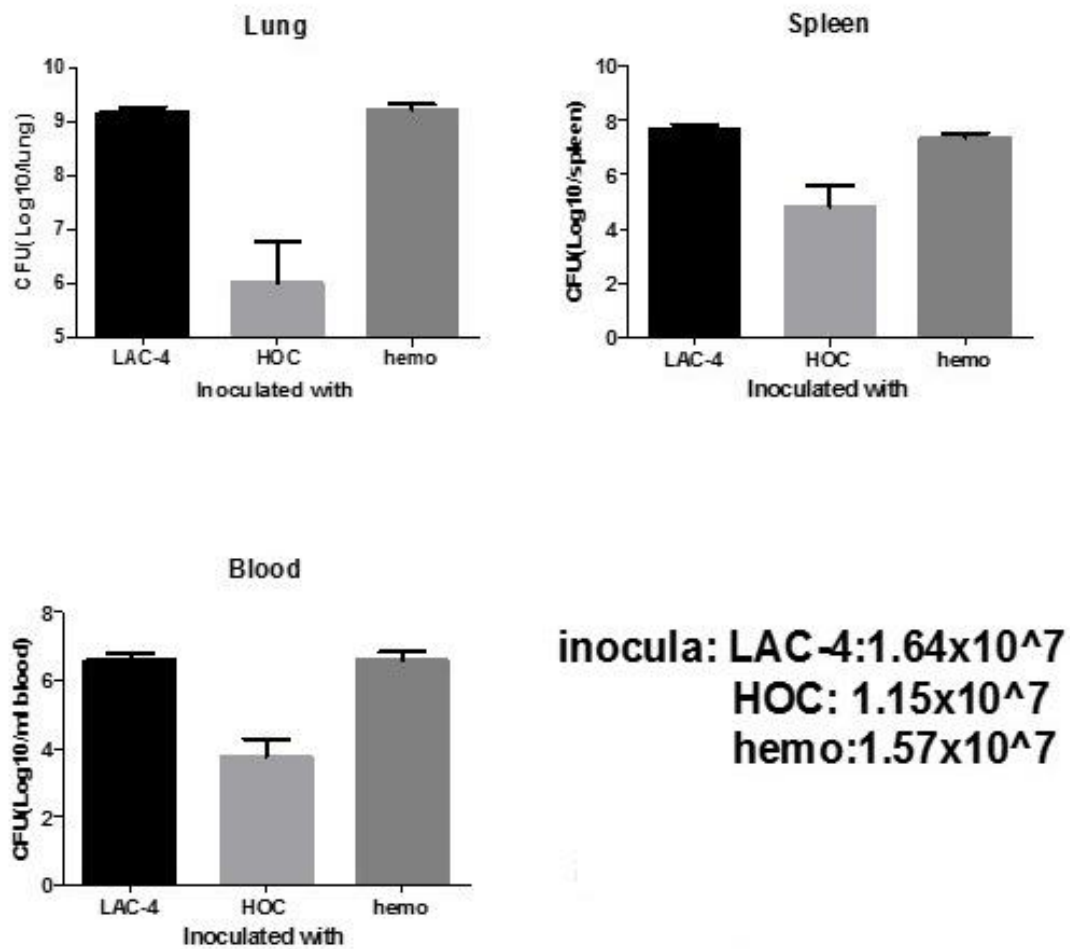 Lung
CFU(Log10/lung)
10
9
8
7
6
5
LAC-4 HOC hemo
Inoculated with
Spleen
CFU(Log10/spleen)
10
8
6
4
2
0
LAC-4 HOC hemo
Inoculated with
Blood
CFU(Log10/ml blood)
8
6
4
2
0
LAC-4 HOC hemo
Inoculated with
inocula: LAC-4:1.64x10^7
HOC: 1.15x10^7
hemo:1.57x10^7